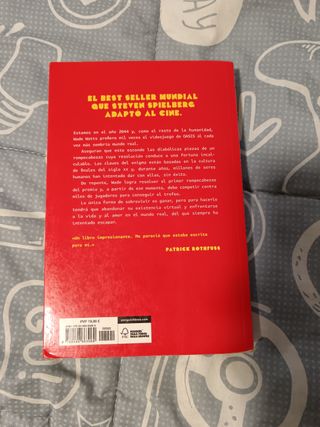 EL BEST SELLER MUNDIAL
QUE STEVEN SPIELBERG
ADAPTÓ AL CINE.
Estamos en el año 2044 y, como el resto de la humanidad,
Wade Watts prefiere mil veces el videojuego de OASIS al cada
vez más sombrío mundo real.
Aseguran que esta esconde las diabólicas piezas de un
rompecabezas cuya resolución conduce a una fortuna incal-
culable. Las claves del enigma están basadas en la cultura
de finales del siglo xx y, durante años, millones de seres
humanos han intentado dar con ellas, sin éxito.
De repente, Wade logra resolver el primer rompecabezas
del premio y, a partir de ese momento, debe competir contra
miles de jugadores para conseguir el trofeo.
La única forma de sobrevivir es ganar, pero para hacerlo
tendrá que abandonar su existencia virtual y enfrentarse
a la vida y al amor en el mundo real, del que siempre ha
intentado escapar.
«Un libro impresionante. Me pareció que estaba escrito
para mí.»
PATRICK ROTHFUSS
FSC